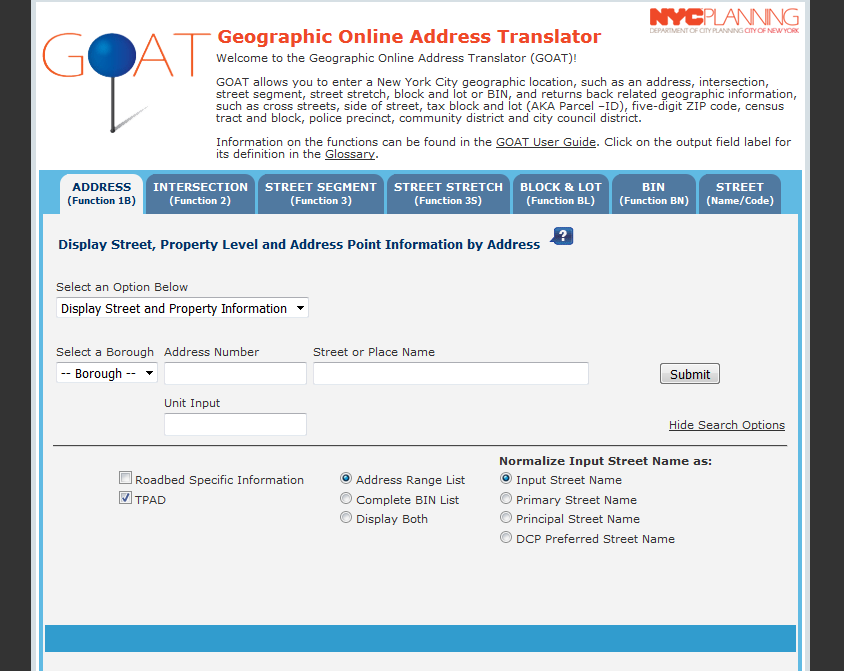 GOAT
NYCPLANNING
DEPARTMENT OF CITY PLANNING CITY OF NEW YORK
Geographic Online Address Translator
Welcome to the Geographic Online Address Translator (GOAT)!
GOAT allows you to enter a New York City geographic location, such as an address, intersection,
street segment, street stretch, block and lot or BIN, and returns back related geographic information,
such as cross streets, side of street, tax block and lot (AKA Parcel –ID), five-digit ZIP code, census
tract and block, police precinct, community district and city council district.
Information on the functions can be found in the GOAT User Guide. Click on the output field label for
its definition in the Glossary.
ADDRESS INTERSECTION STREET SEGMENT STREET STRETCH BLOCK & LOT BIN STREET
(Function 1B) (Function 2) (Function 3) (Function 3S) (Function BL) (Function BN) (Name/Code)
Display Street, Property Level and Address Point Information by Address ?
Select an Option Below
Display Street and Property Information
Select a Borough Address Number Street or Place Name
-- Borough -- Submit
Unit Input
Hide Search Options
Normalize Input Street Name as:
Roadbed Specific Information Address Range List Input Street Name
TPAD Complete BIN List Primary Street Name
Display Both Principal Street Name
DCP Preferred Street Name